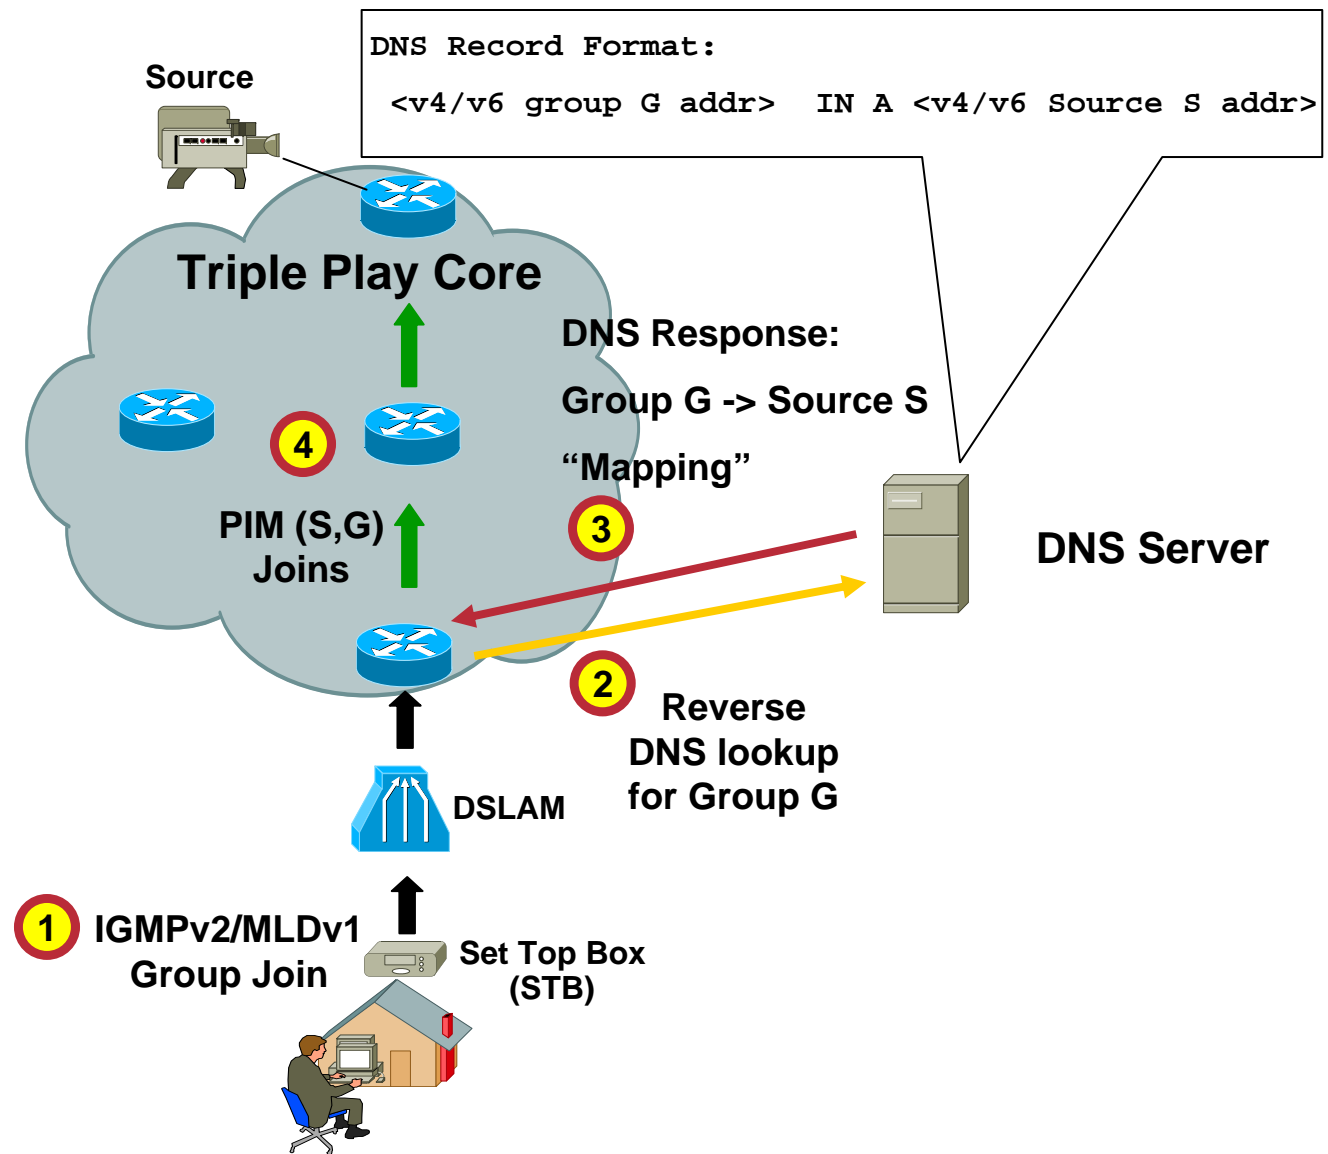 DNS Record Format:
<v4/v6 group G addr> IN A <v4/v6 Source S addr>
Source
Triple Play Core
DNS Response:
Group G -> Source S
“Mapping”
4
PIM (S,G)
Joins
3
DNS Server
2
Reverse
DNS lookup
for Group G
DSLAM
1
IGMPv2/MLDv1
Group Join
Set Top Box
(STB)